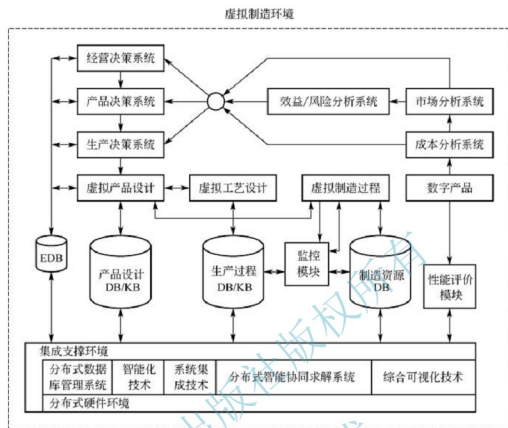 虚拟制造环境
经营决策系统
产品决策系统
效益/风险分析系统
市场分析系统
生产决策系统
成本分析系统
虚拟产品设计
虚拟工艺设计
虚拟制造过程
数字产品
EDB
产品设计
DB/KB
生产过程
DB/KB
监控
模块
制造资源
DB
性能评价
模块
集成支撑环境
分布式数据
库管理系统
智能化
技术
系统集
成技术
分布式智能协同求解系统
综合可视化技术
分布式硬件环境
出版社版权所有